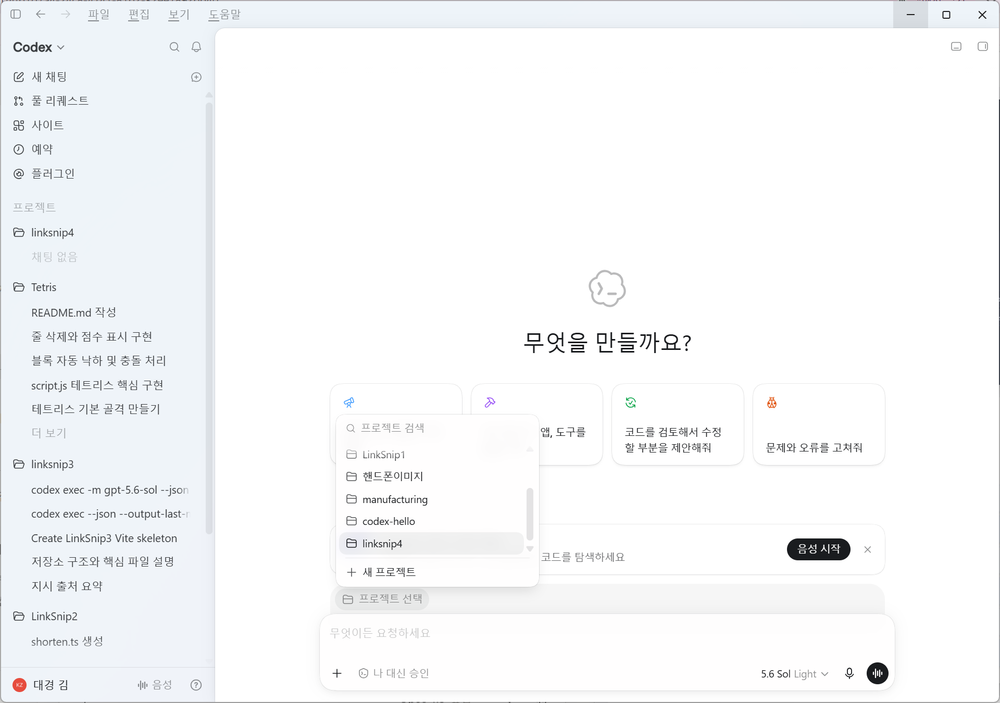 파일 편집 보기 도움말
Codex
새 채팅
풀 리퀘스트
사이트
예약
플러그인
프로젝트
linksnip4
채팅 없음
Tetris
README.md 작성
줄 삭제와 점수 표시 구현
블록 자동 낙하 및 충돌 처리
script.js 테트리스 핵심 구현
테트리스 기본 골격 만들기
더 보기
linksnip3
codex exec -m gpt-5.6-sol --json
codex exec --json --output-last-
Create LinkSnip3 Vite skeleton
저장소 구조와 핵심 파일 설명
지시 출처 요약
LinkSnip2
shorten.ts 생성
KZ 대경 김
음성
무엇을 만들까요?
앱, 도구를
코드를 검토해서 수정
할 부분을 제안해줘
문제와 오류를 고쳐줘
프로젝트 검색
LinkSnip1
핸드폰이미지
manufacturing
codex-hello
linksnip4
새 프로젝트
코드를 탐색하세요
음성 시작
프로젝트 선택
무엇이든 요청하세요
나 대신 승인
5.6 Sol Light